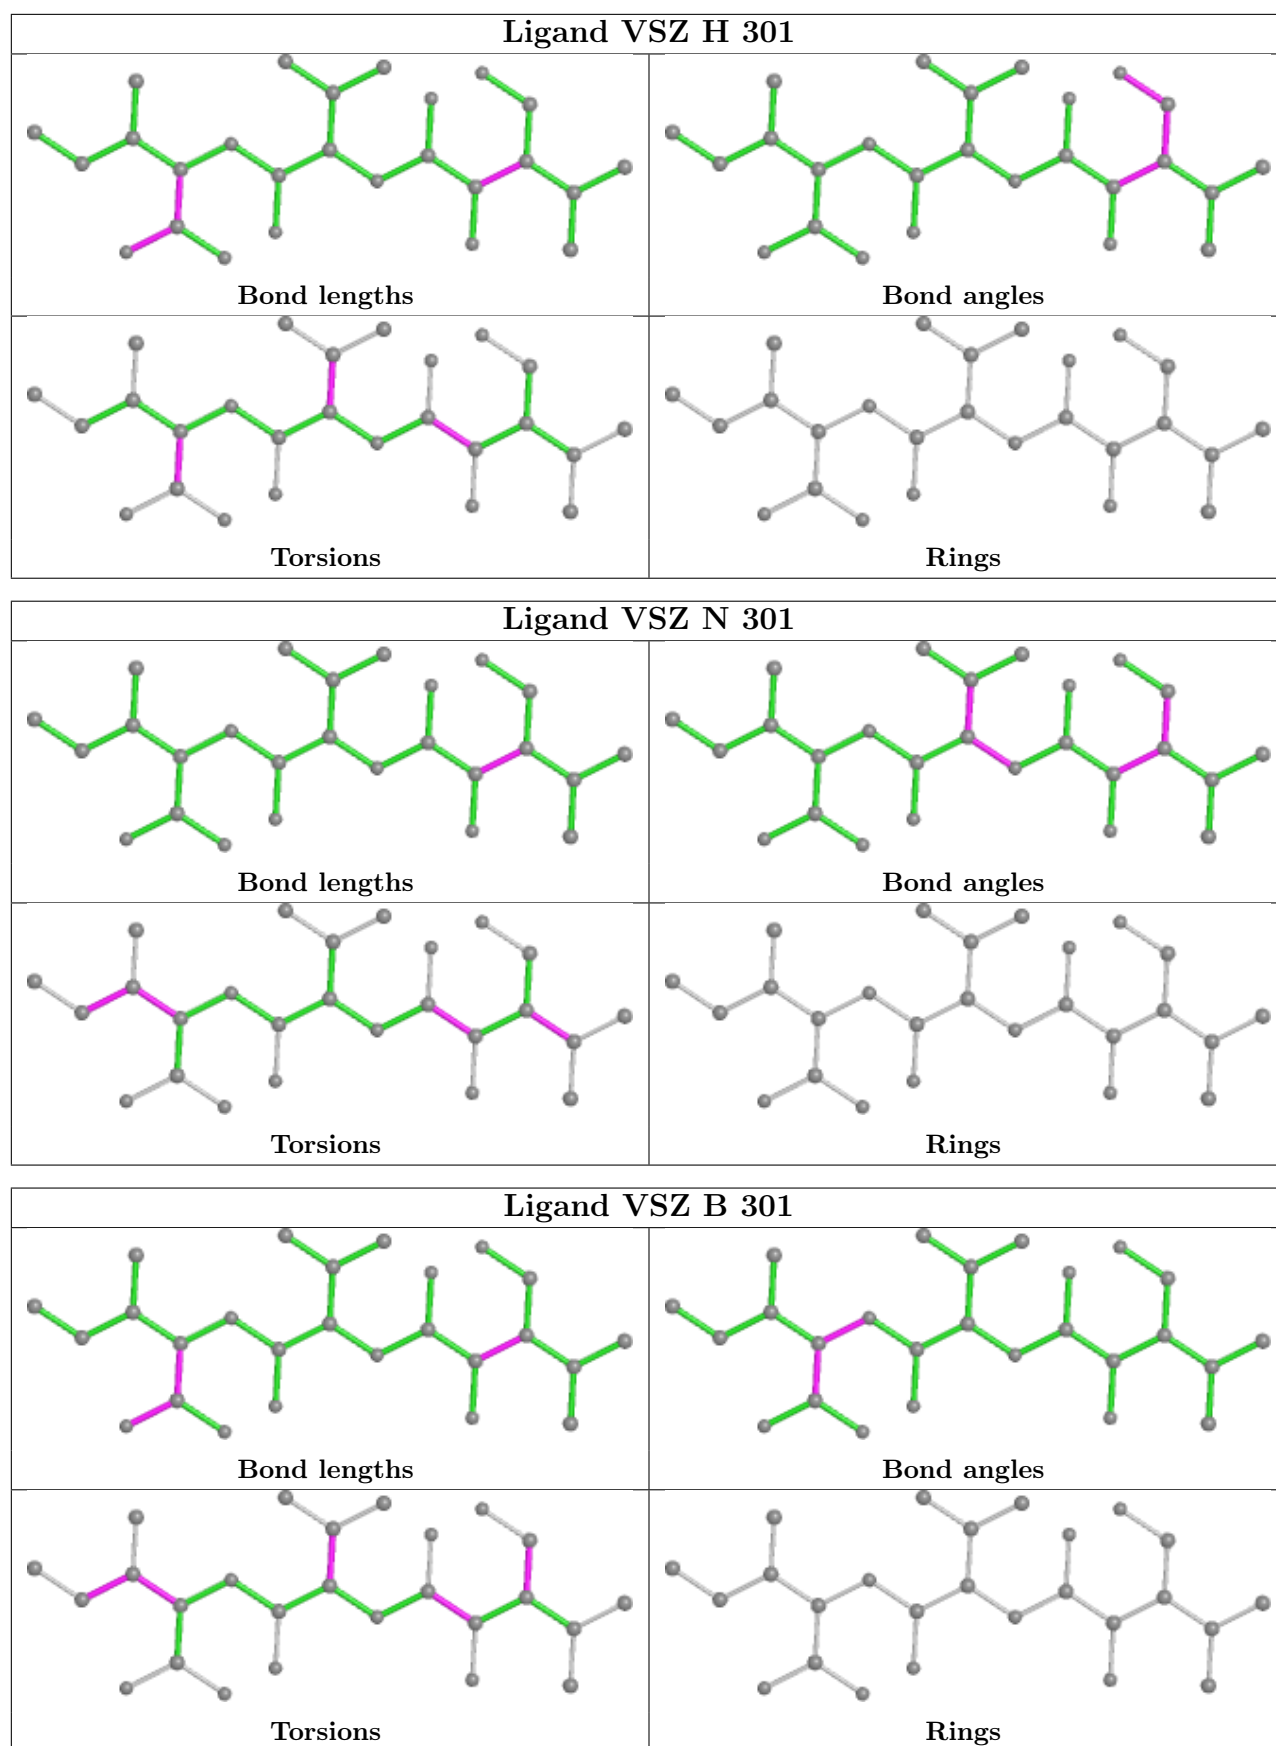 Ligand VSZ H 301
Bond lengths
Bond angles
Torsions
Rings
Ligand VSZ N 301
Bond lengths
Bond angles
Torsions
Rings
Ligand VSZ B 301
Bond lengths
Bond angles
Torsions
Rings